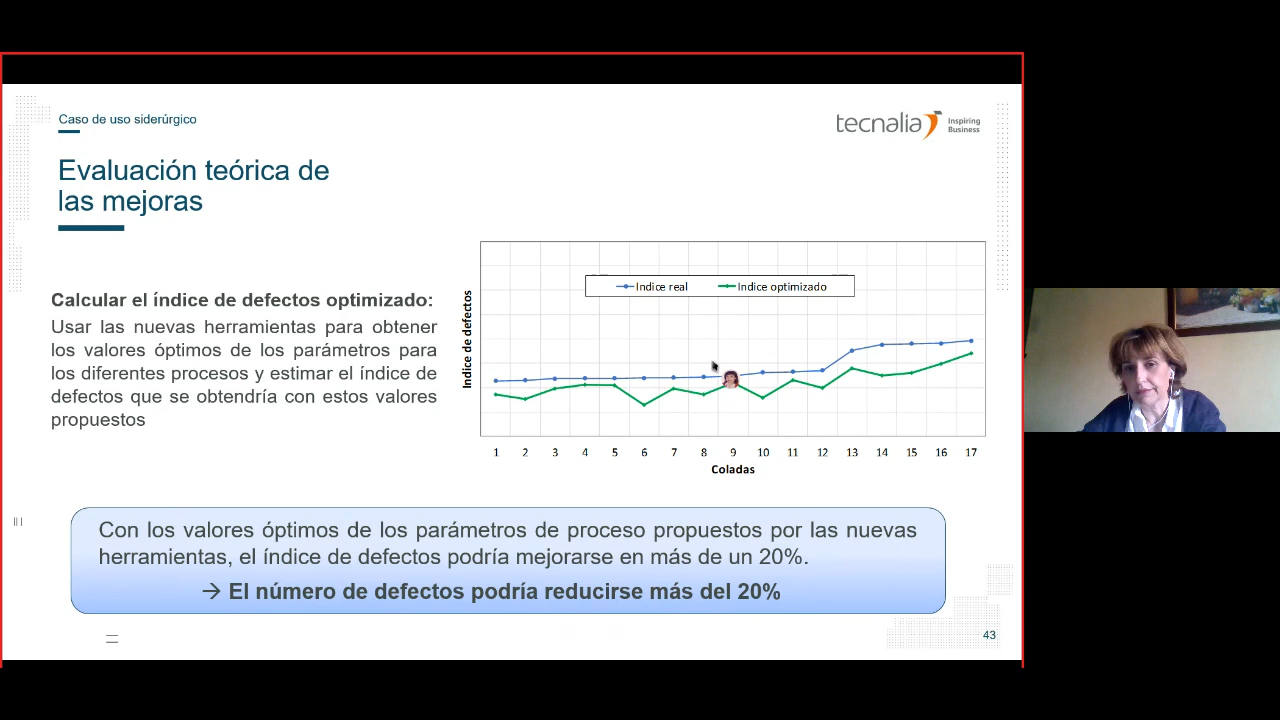 Caso de uso siderúrgico
tecnalia Inspiring
Business
Evaluación teórica de
las mejoras
Calcular el índice de defectos optimizado:
Usar las nuevas herramientas para obtener
los valores óptimos de los parámetros para
los diferentes procesos y estimar el índice de
defectos que se obtendría con estos valores
propuestos
Indice de defectos
Indice real
Indice optimizado
1 2 3 4 5 6 7 8 9 10 11 12 13 14 15 16 17
Coladas
Con los valores óptimos de los parámetros de proceso propuestos por las nuevas
herramientas, el índice de defectos podría mejorarse en más de un 20%.
→ El número de defectos podría reducirse más del 20%
43